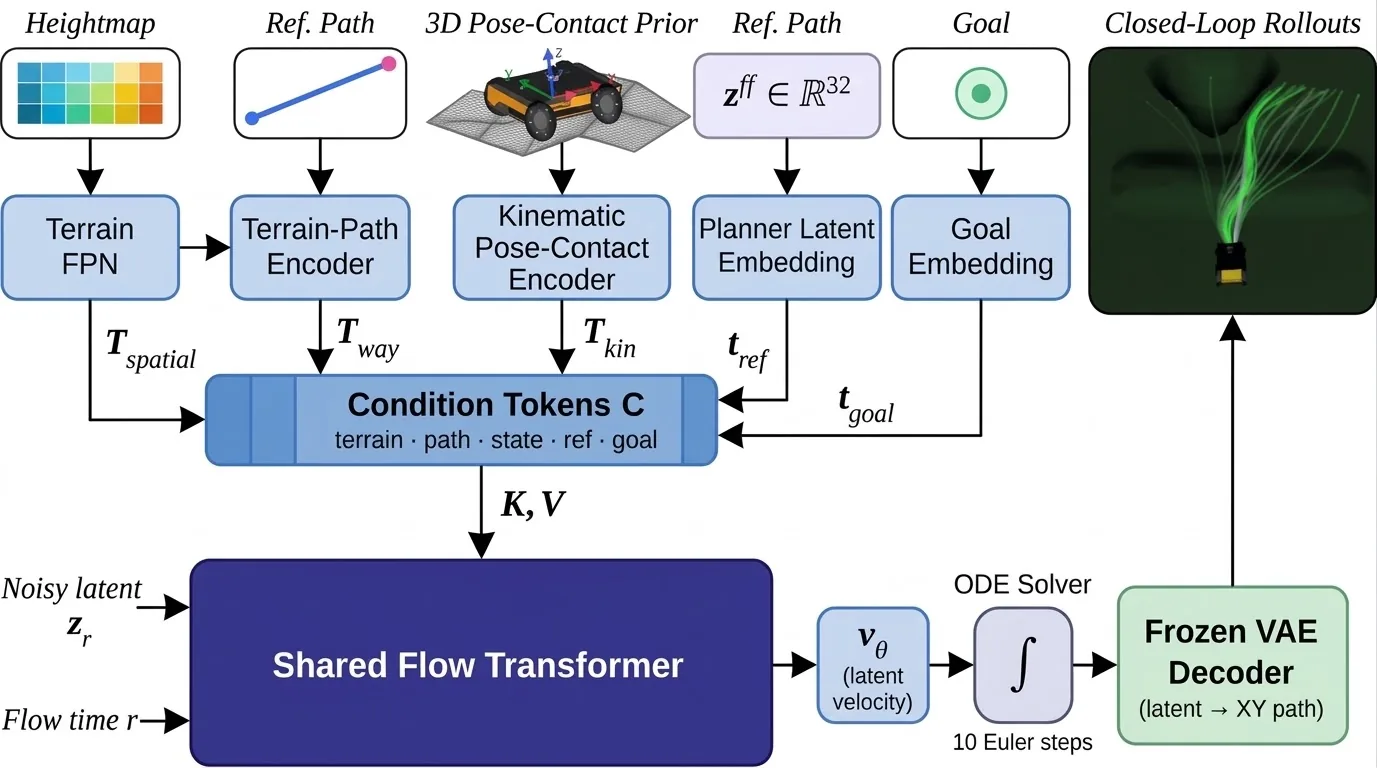 Heightmap
Ref. Path
3D Pose-Contact Prior
Ref. Path
Goal
Closed-Loop Rollouts
Z
Y
X
z^ff ∈ ℝ^32
Terrain
FPN
Terrain-Path
Encoder
Kinematic
Pose-Contact
Encoder
Planner Latent
Embedding
Goal
Embedding
T_spatial
T_way
T_kin
t_ref
t_goal
Condition Tokens C
terrain · path · state · ref · goal
K, V
Noisy latent
z_r
Flow time r
Shared Flow Transformer
v_θ
(latent
velocity)
ODE Solver
∫
10 Euler steps
Frozen VAE
Decoder
(latent → XY path)